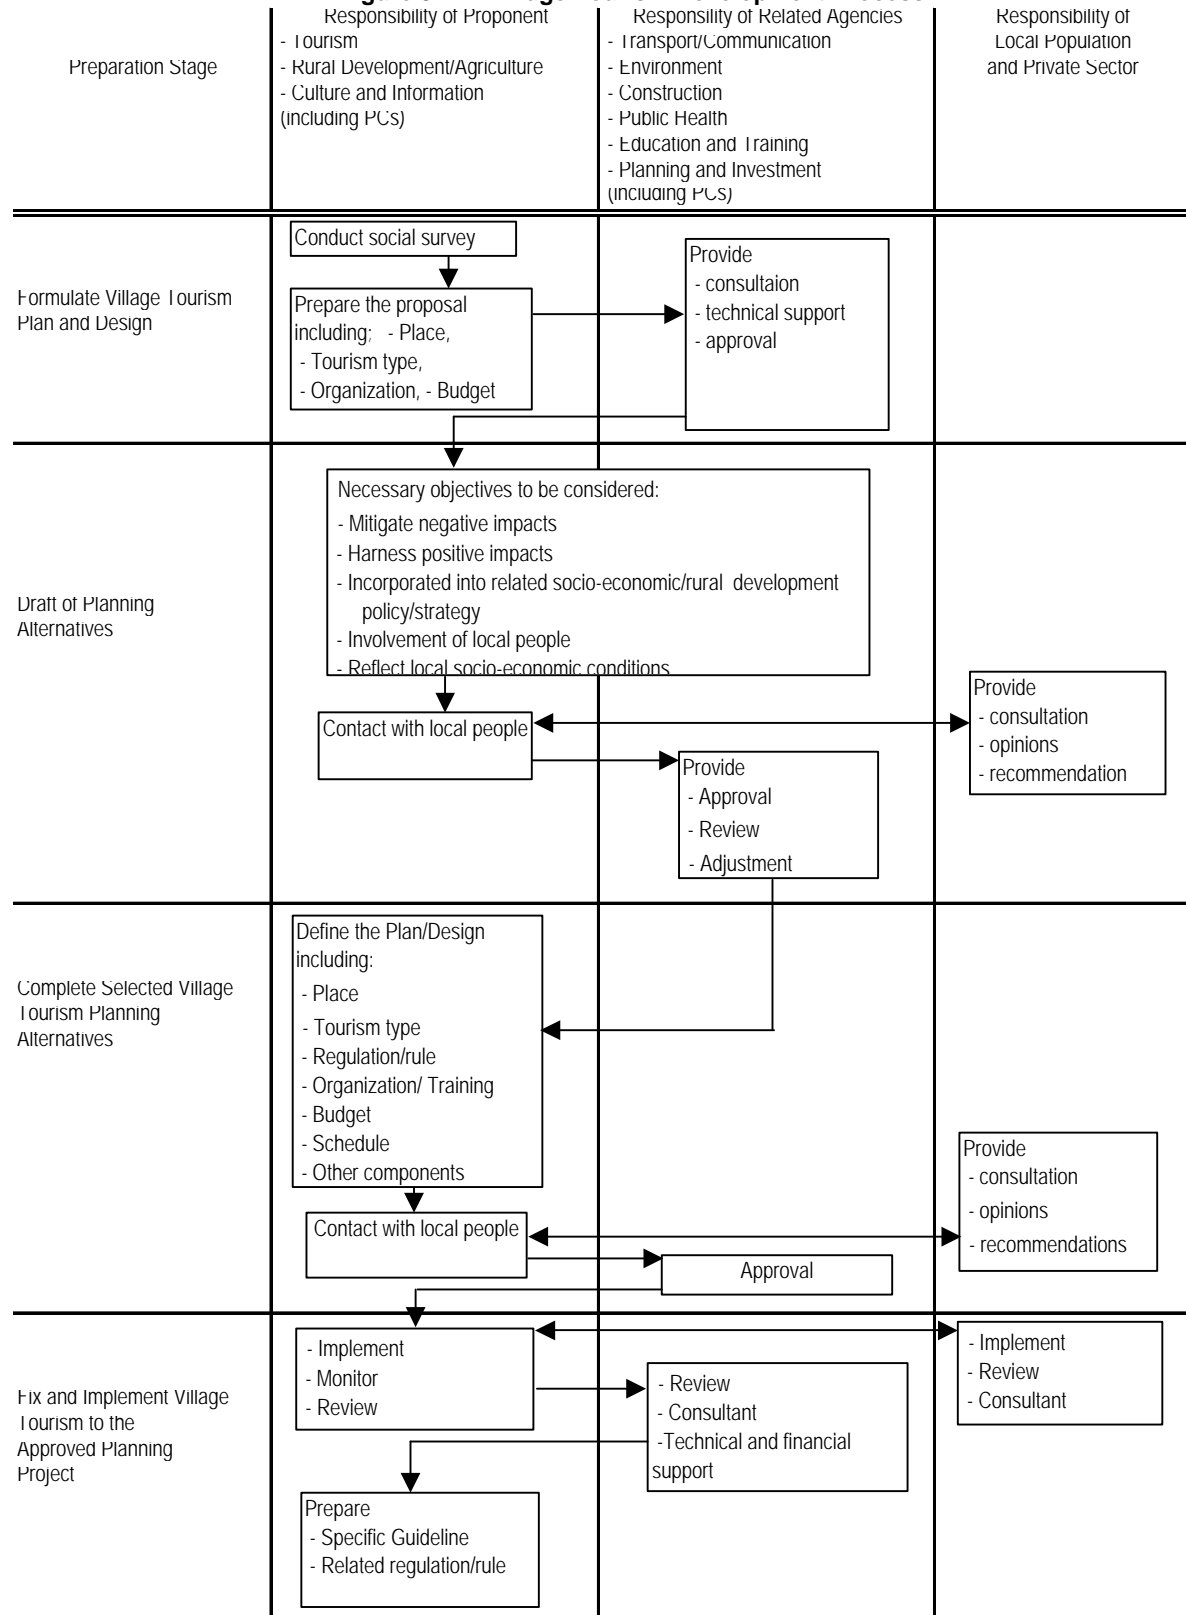 Responsibility of Proponent
- Tourism
- Rural Development/Agriculture
- Culture and Information
(including PCs)
Responsility of Related Agencies
- Transport/Communication
- Environment
- Construction
- Public Health
- Education and Training
- Planning and Investment
(including PCs)
Responsibility of
Local Population
and Private Sector
Preparation Stage
Formulate Village Tourism
Plan and Design
Conduct social survey
Prepare the proposal
including; - Place,
- Tourism type,
- Organization, - Budget
Provide
- consultaion
- technical support
- approval
Draft of Planning
Alternatives
Necessary objectives to be considered:
- Mitigate negative impacts
- Harness positive impacts
- Incorporated into related socio-economic/rural development
policy/strategy
- Involvement of local people
- Reflect local socio-economic conditions
Contact with local people
Provide
- consultation
- opinions
- recommendation
Provide
- Approval
- Review
- Adjustment
Complete Selected Village
Tourism Planning
Alternatives
Define the Plan/Design
including:
- Place
- Tourism type
- Regulation/rule
- Organization/ Training
- Budget
- Schedule
- Other components
Contact with local people
Provide
- consultation
- opinions
- recommendations
Approval
Fix and Implement Village
Tourism to the
Approved Planning
Project
- Implement
- Monitor
- Review
- Review
- Consultant
-Technical and financial
support
- Implement
- Review
- Consultant
Prepare
- Specific Guideline
- Related regulation/rule